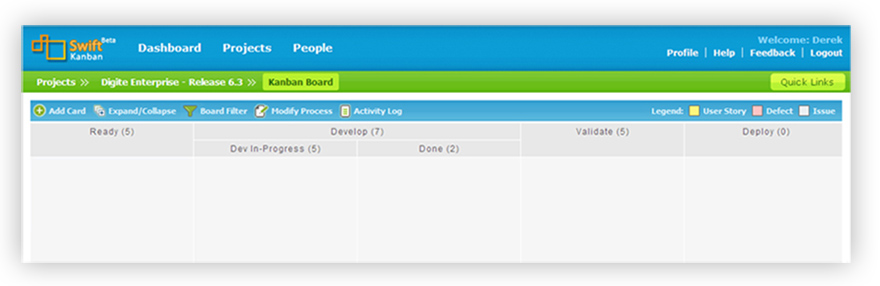 Swift Beta
Kanban
Dashboard Projects People
Welcome: Derek
Profile | Help | Feedback | Logout
Projects >> Digite Enterprise - Release 6.3 >> Kanban Board
Quick Links
Add Card Expand/Collapse Board Filter Modify Process Activity Log
Legend: User Story Defect Issue
Ready (5) Develop (7) Validate (5) Deploy (0)
Dev In-Progress (5) Done (2)